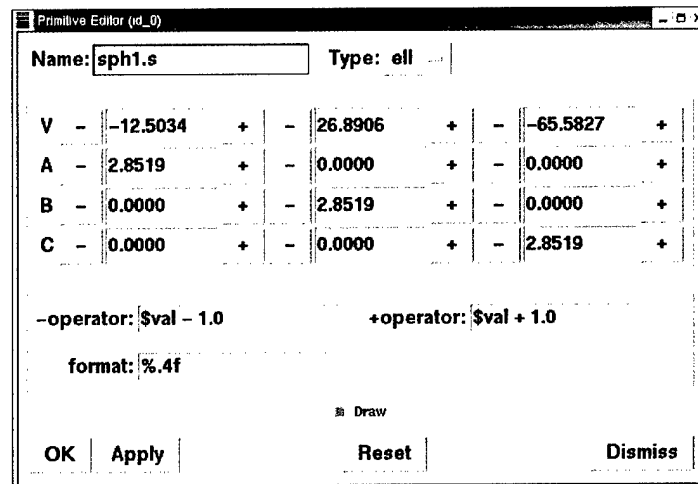 Primitive Editor (id_0)
Name: sph1.s Type: ell
V - -12.5034 + - 26.8906 + - -65.5827 +
A - 2.8519 + - 0.0000 + - 0.0000 +
B - 0.0000 + - 2.8519 + - 0.0000 +
C - 0.0000 + - 0.0000 + - 2.8519 +
-operator: $val - 1.0 +operator: $val + 1.0
format: %.4f
Draw
OK Apply Reset Dismiss